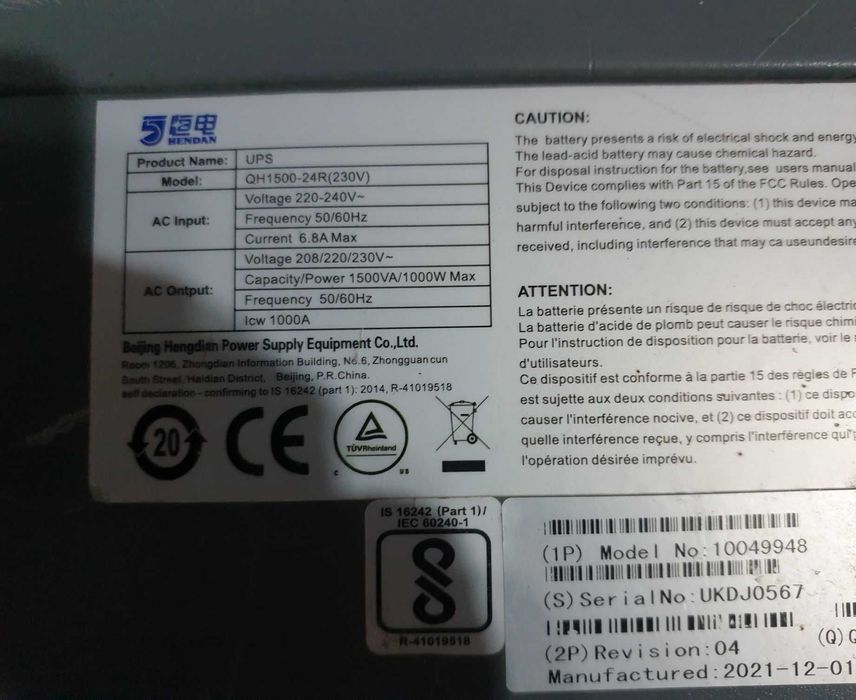 恒电
HENDAN
Product Name: UPS
Model: QH1500-24R(230V)
AC Input: Voltage 220-240V~
Frequency 50/60Hz
Current 6.8A Max
AC Ontput: Voltage 208/220/230V~
Capacity/Power 1500VA/1000W Max
Frequency 50/60Hz
Icw 1000A
Beijing Hengdian Power Supply Equipment Co.,Ltd.
Room 1206, Zhongdian Information Building, No.6, Zhongguancun
South Street, Haidian District, Beijing, P.R.China.
self declaration - confirming to IS 16242 (part 1): 2014, R-41019518
20
CE
TÜVRheinland
C US
CAUTION:
The battery presents a risk of electrical shock and energy
The lead-acid battery may cause chemical hazard.
For disposal instruction for the battery,see users manual
This Device complies with Part 15 of the FCC Rules. Ope
subject to the following two conditions: (1) this device ma
harmful interference, and (2) this device must accept any
received, including interference that may ca useundesire
ATTENTION:
La batterie présente un risque de risque de choc électri
La batterie d'acide de plomb peut causer le risque chimi
Pour l'instruction de disposition pour la batterie, voir le
d'utilisateurs.
Ce dispositif est conforme à la partie 15 des règles de F
est sujette aux deux conditions suivantes : (1) ce dispo
causer l'interférence nocive, et (2) ce dispositif doit acc
quelle interférence reçue, y compris l'interférence qui
l'opération désirée imprévu.
IS 16242 (Part 1)/
IEC 60240-1
R-41019518
(1P) Model No:10049948
(S) SerialNo:UKDJ0567
(2P) Revision:04
(Q)
Manufactured:2021-12-01